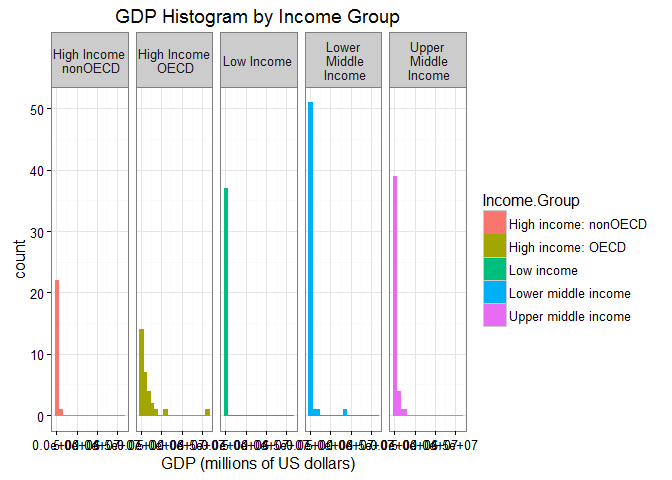 GDP Histogram by Income Group
High Income
nonOECD
High Income
OECD
Low Income
Lower
Middle
Income
Upper
Middle
Income
50
40
30
20
10
0
count
GDP (millions of US dollars)
Income.Group
High income: nonOECD
High income: OECD
Low income
Lower middle income
Upper middle income